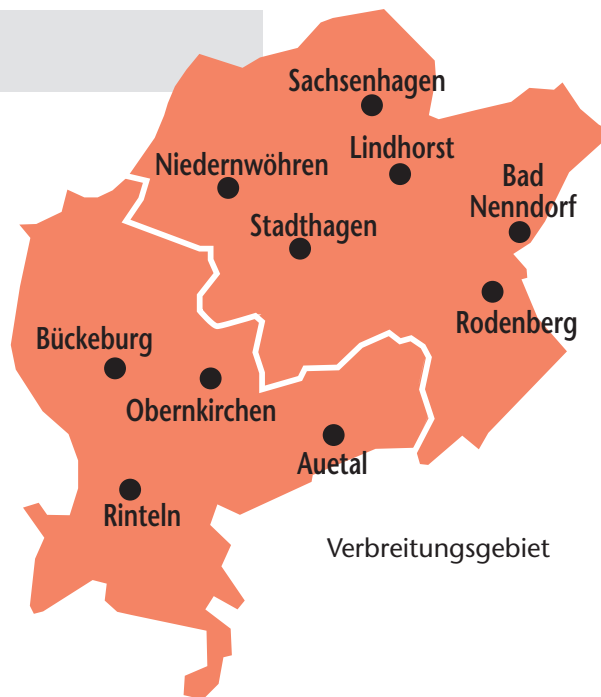 Sachsenhagen
Lindhorst
Niedernwöhren
Bad
Nenndorf
Stadthagen
Rodenberg
Bückeburg
Obernkirchen
Auetal
Rinteln
Verbreitungsgebiet